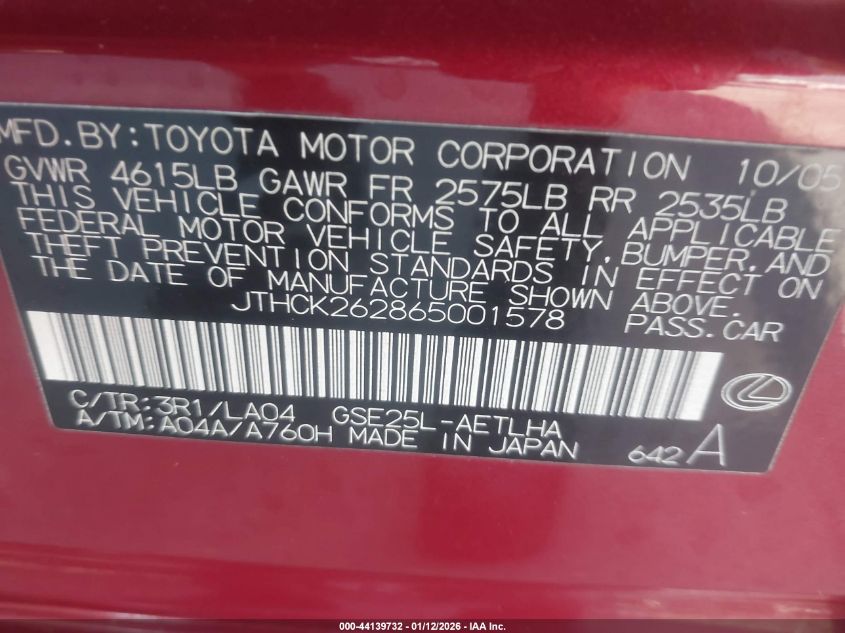 MFD. BY: TOYOTA MOTOR CORPORATION 10/05
GVWR 4615LB GAWR FR 2575LB RR 2535LB
THIS VEHICLE CONFORMS TO ALL APPLICABLE
FEDERAL MOTOR VEHICLE SAFETY, BUMPER, AND
THEFT PREVENTION STANDARDS IN EFFECT ON
THE DATE OF MANUFACTURE SHOWN ABOVE.
JTHCK262865001578 PASS. CAR
C/TR: 3R1/LA04 GSE25L-AETLHA
A/TM: A04A/A760H MADE IN JAPAN 642 A
000-44139732 - 01/12/2026 - IAA Inc.